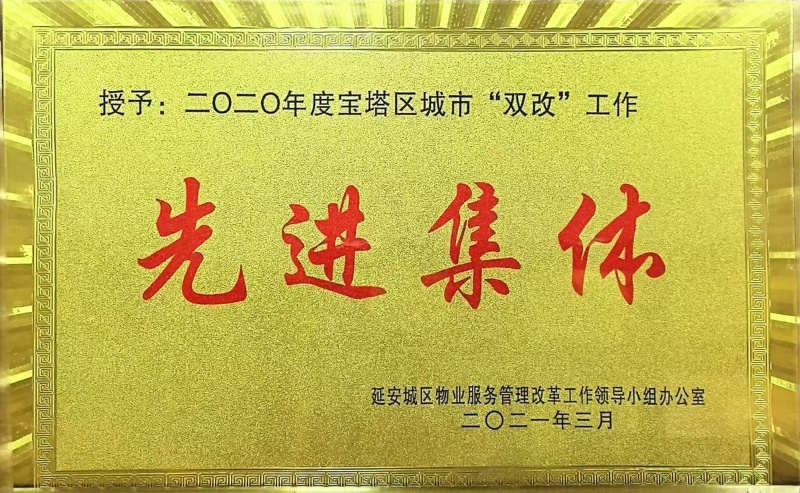 授予：二〇二〇年度宝塔区城市“双改”工作
先进集体
延安城区物业服务管理改革工作领导小组办公室
二〇二一年三月